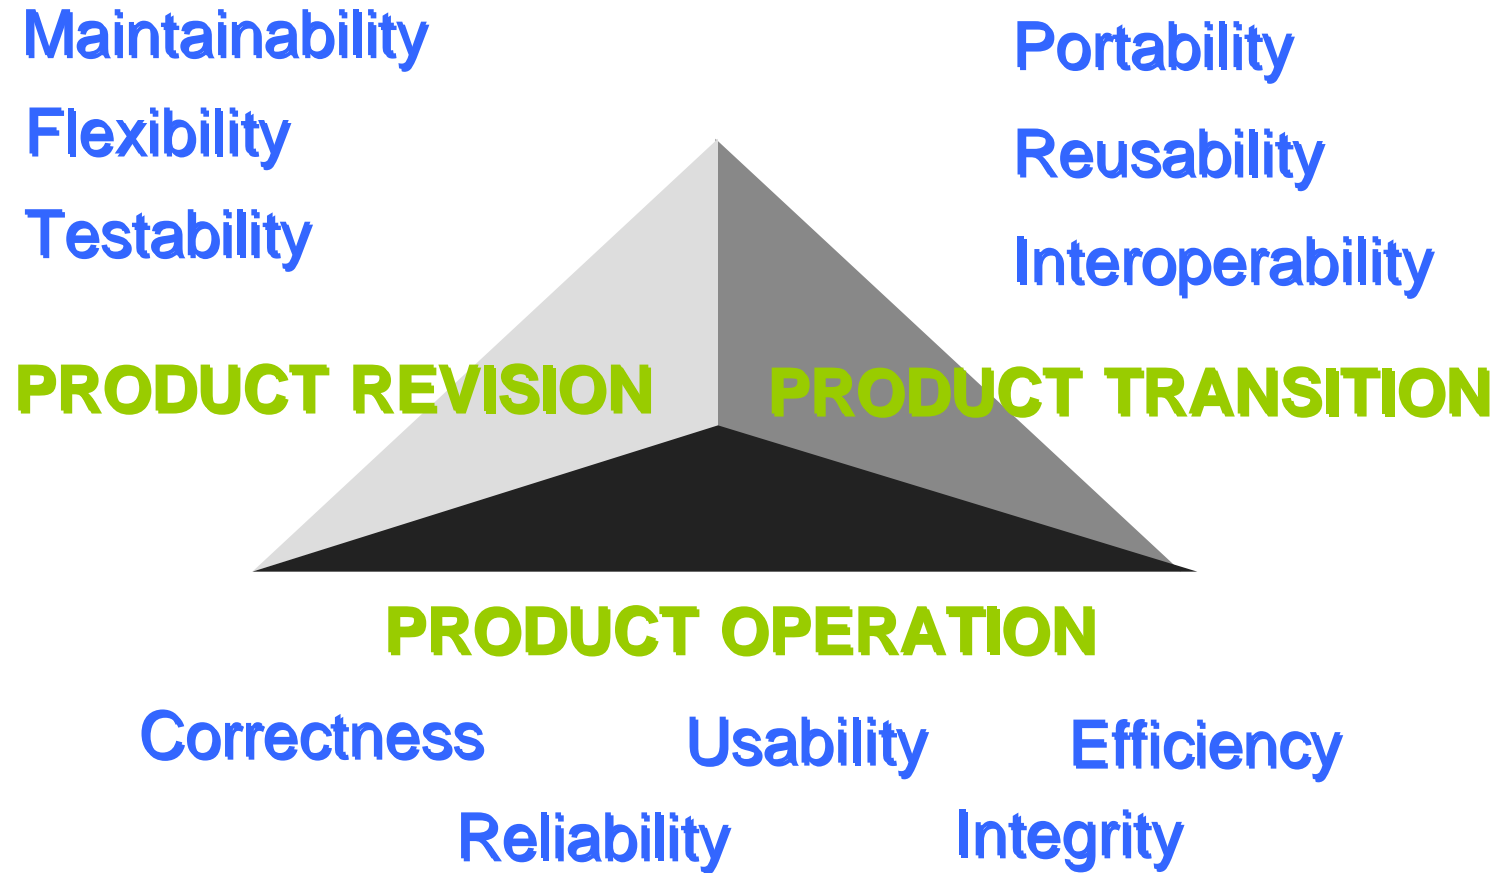 Maintainability
Flexibility
Testability
PRODUCT REVISION
Portability
Reusability
Interoperability
PRODUCT TRANSITION
PRODUCT OPERATION
Correctness
Usability
Efficiency
Reliability
Integrity